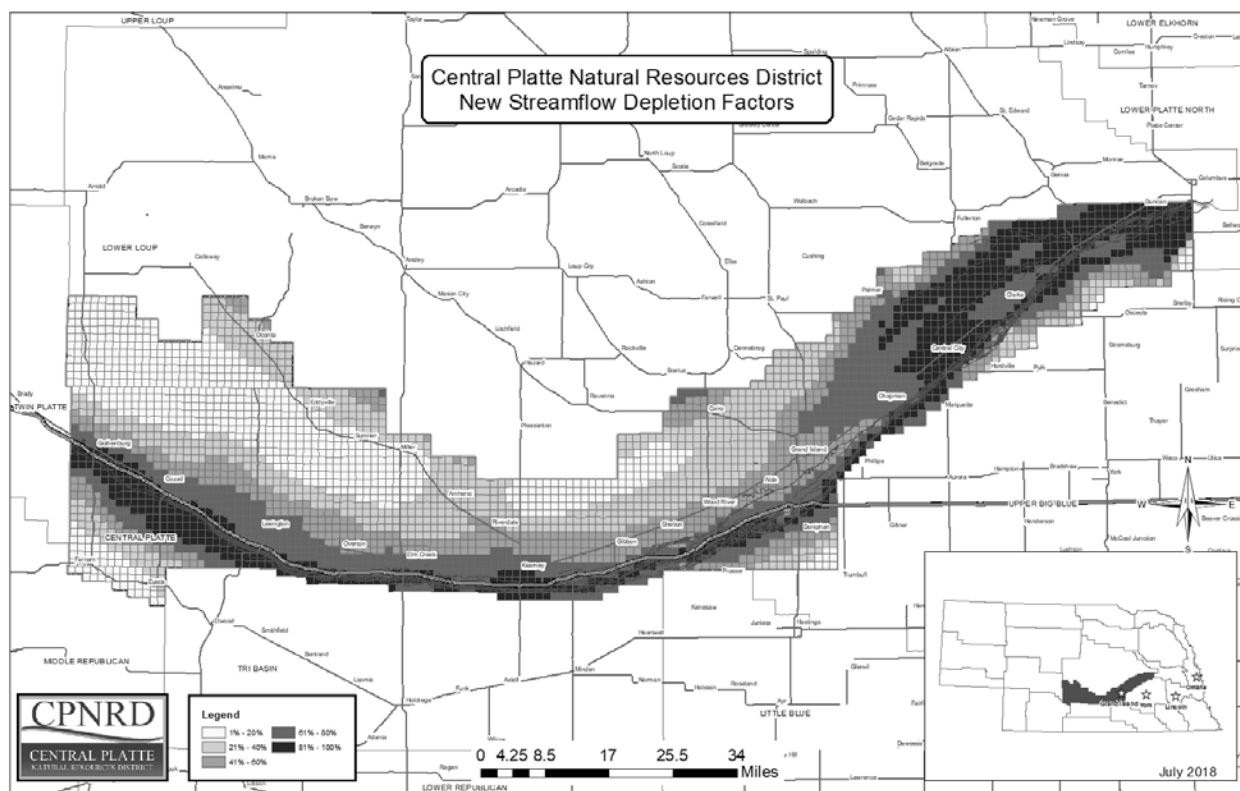 UPPER LOUP
Taylor
Newman Grove
LOWER ELKHORN
Creston
Lindsay
Cornlea
Humphrey
Albion
Spalding
Central Platte Natural Resources District
New Streamflow Depletion Factors
Anselmo
Primrose
Tarnov
LOWER PLATTE NORTH
Platte Center
Cedar Rapids
St. Edward
Merna
North Loup
Scotia
Belgrade
Monroe
Genoa
Columbus
Arnold
Arcadia
Broken Bow
Wolbach
Duncan
Fullerton
Berwyn
Cotesfield
LOWER LOUP
Callaway
Ansley
Elba
Cushing
Loup City
Ashton
Palmer
Mason City
Farwell
St. Paul
Clarks
Shelby
Osceola
Oconto
Litchfield
Rockville
Dannebrog
Central City
Stromsburg
Hazard
Boelus
Hordville
Polk
Brady
Ravenna
Gresham
TWIN PLATTE
Eddyville
Cairo
Chapman
Marquette
Benedict
Pleasanton
Thayer
Gothenburg
Sumner
Miller
Grand Island
Phillips
Hampton
Bradshaw
York
Waco
Utica
N
Cozad
Amherst
Alda
Aurora
Wood River
UPPER BIG BLUE
W
E
Lexington
Riverdale
Shelton
Doniphan
Giltner
Henderson
Beaver Crossing
CENTRAL PLATTE
Overton
Elm Creek
Gibbon
McCool Junction
S
Farnam
Kearney
Prosser
Trumbull
Eustis
Kenesaw
Juniata
Hastings
Elwood
Smithfield
Heartwell
MIDDLE REPUBLICAN
TRI BASIN
Bertrand
Loomis
Axtell
Minden
Glenvil
Funk
Norman
Holstein
Roseland
Holdrege
Ayr
LITTLE BLUE
Atlanta
Omaha
Grand Island
York
Lincoln
CPNRD
CENTRAL PLATTE
NATURAL RESOURCES DISTRICT
Legend
1% - 20%
61% - 80%
21% - 40%
81% - 100%
41% - 60%
0 4.25 8.5 17 25.5 34
Miles
Ragan
LOWER REPUBLICAN
Lawrence
July 2018